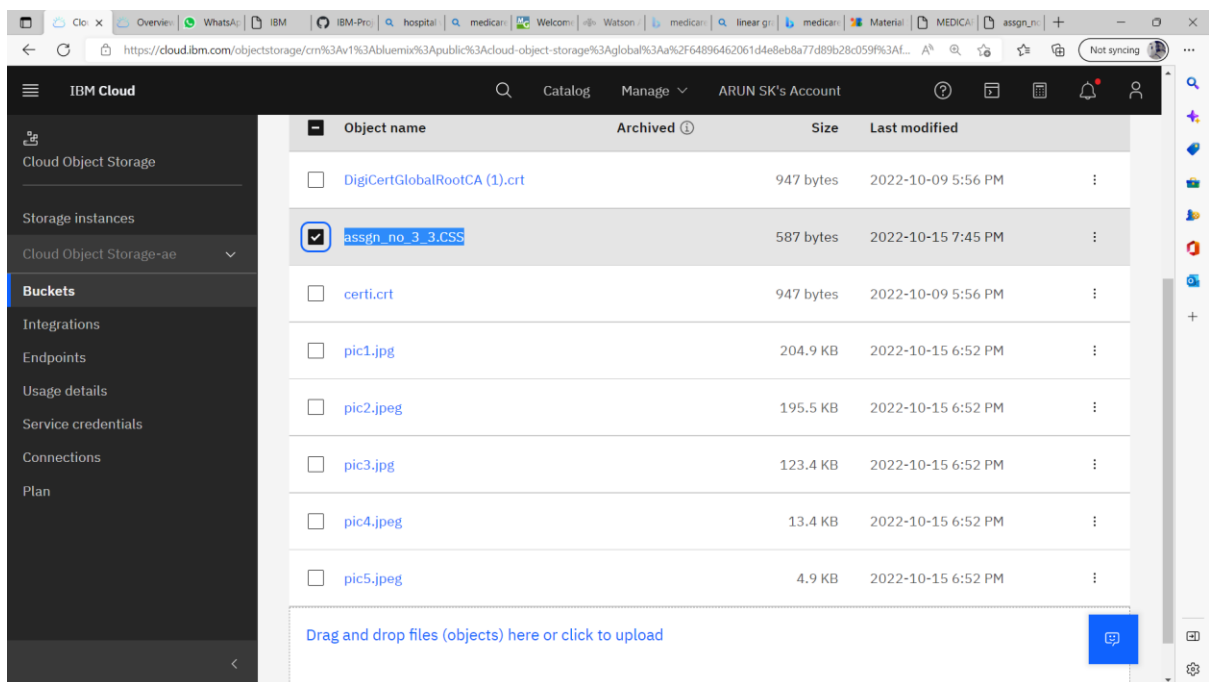 Clo Overview WhatsAp IBM IBM-Proj hospital medicare Welcome Watson medicare linear gra medicare Material MEDICA assgn_no
https://cloud.ibm.com/objectstorage/crn%3Av1%3Abluemix%3Apublic%3Acloud-object-storage%3Aglobal%3Aa%2F64896462061d4e8eb8a77d89b28c059f%3Af... Not syncing
IBM Cloud Catalog Manage ARUN SK's Account
Cloud Object Storage
Storage instances
Cloud Object Storage-ae
Buckets
Integrations
Endpoints
Usage details
Service credentials
Connections
Plan
Object name Archived Size Last modified
DigiCertGlobalRootCA (1).crt 947 bytes 2022-10-09 5:56 PM
assgn_no_3_3.CSS 587 bytes 2022-10-15 7:45 PM
certi.crt 947 bytes 2022-10-09 5:56 PM
pic1.jpg 204.9 KB 2022-10-15 6:52 PM
pic2.jpeg 195.5 KB 2022-10-15 6:52 PM
pic3.jpg 123.4 KB 2022-10-15 6:52 PM
pic4.jpeg 13.4 KB 2022-10-15 6:52 PM
pic5.jpeg 4.9 KB 2022-10-15 6:52 PM
Drag and drop files (objects) here or click to upload